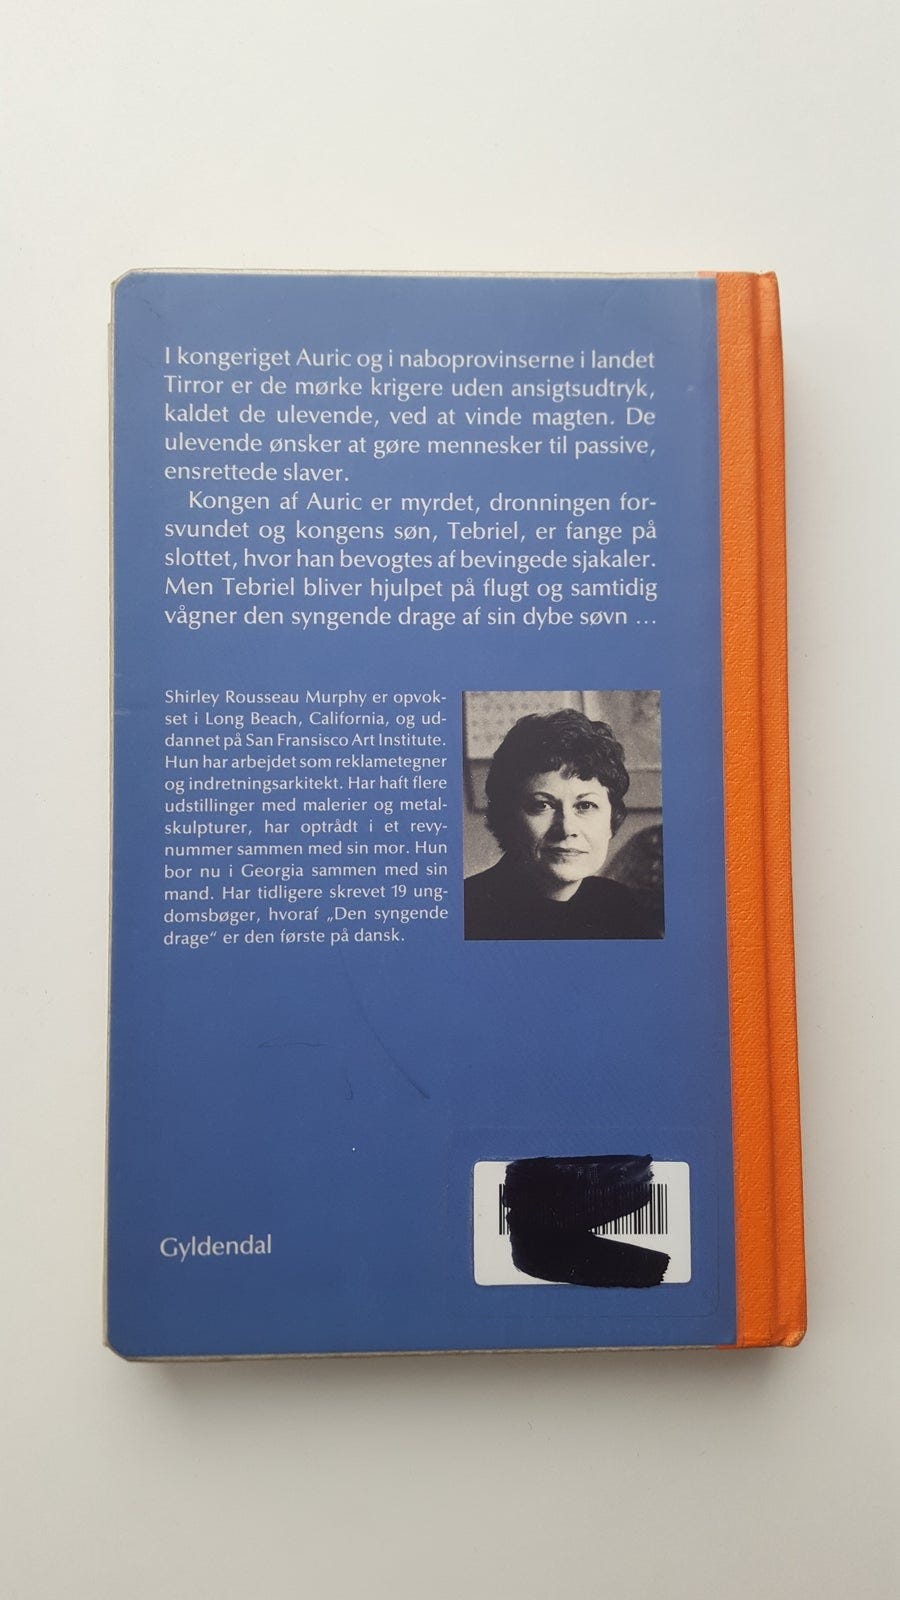 I kongeriget Auric og i naboprovinserne i landet
Tirror er de mørke krigere uden ansigtsudtryk,
kaldet de ulevende, ved at vinde magten. De
ulevende ønsker at gøre mennesker til passive,
ensrettede slaver.
Kongen af Auric er myrdet, dronningen for-
svundet og kongens søn, Tebriel, er fange på
slottet, hvor han bevogtes af bevingede sjakaler.
Men Tebriel bliver hjulpet på flugt og samtidig
vågner den syngende drage af sin dybe søvn ...
Shirley Rousseau Murphy er opvok-
set i Long Beach, California, og ud-
dannet på San Fransisco Art Institute.
Hun har arbejdet som reklametegner
og indretningsarkitekt. Har haft flere
udstillinger med malerier og metal-
skulpturer, har optrådt i et revy-
nummer sammen med sin mor. Hun
bor nu i Georgia sammen med sin
mand. Har tidligere skrevet 19 ung-
domsbøger, hvoraf „Den syngende
drage“ er den første på dansk.
Gyldendal